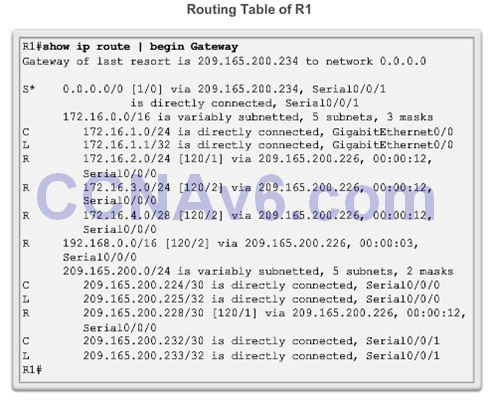 Routing Table of R1
R1#show ip route | begin Gateway
Gateway of last resort is 209.165.200.234 to network 0.0.0.0
S* 0.0.0.0/0 [1/0] via 209.165.200.234, Serial0/0/1
is directly connected, Serial0/0/1
172.16.0.0/16 is variably subnetted, 5 subnets, 3 masks
C 172.16.1.0/24 is directly connected, GigabitEthernet0/0
L 172.16.1.1/32 is directly connected, GigabitEthernet0/0
R 172.16.2.0/24 [120/1] via 209.165.200.226, 00:00:12,
Serial0/0/0
R 172.16.3.0/24 [120/2] via 209.165.200.226, 00:00:12,
Serial0/0/0
R 172.16.4.0/28 [120/2] via 209.165.200.226, 00:00:12,
Serial0/0/0
CCNAv6.com
R 192.168.0.0/16 [120/2] via 209.165.200.226, 00:00:03,
Serial0/0/0
209.165.200.0/24 is variably subnetted, 5 subnets, 2 masks
C 209.165.200.224/30 is directly connected, Serial0/0/0
L 209.165.200.225/32 is directly connected, Serial0/0/0
R 209.165.200.228/30 [120/1] via 209.165.200.226, 00:00:12,
Serial0/0/0
C 209.165.200.232/30 is directly connected, Serial0/0/1
L 209.165.200.233/32 is directly connected, Serial0/0/1
R1#